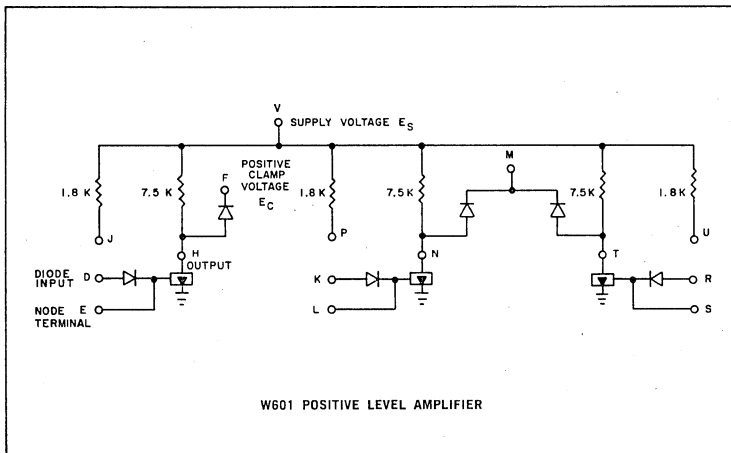 V
SUPPLY VOLTAGE ES
M
F
POSITIVE
CLAMP
VOLTAGE
EC
1.8 K
7.5 K
1.8 K
7.5 K
7.5 K
1.8 K
J
P
U
H
OUTPUT
N
T
DIODE
INPUT
D
K
R
NODE
TERMINAL
E
L
S
W601 POSITIVE LEVEL AMPLIFIER